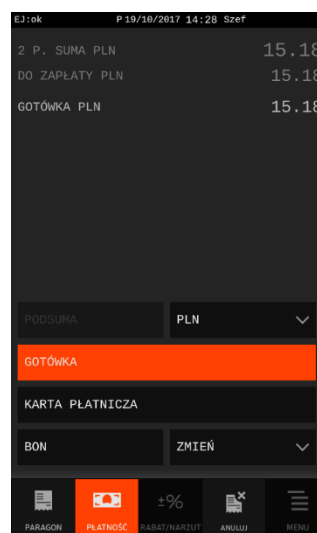 EJ:ok P 19/10/2017 14:28 Szef
2 P. SUMA PLN 15.18
DO ZAPŁATY PLN 15.18
GOTÓWKA PLN 15.18
PODSUMA PLN
GOTÓWKA
KARTA PŁATNICZA
BON ZMIEŃ
PARAGON PŁATNOŚĆ ±% RABAT/NARZUT ANULUJ MENU